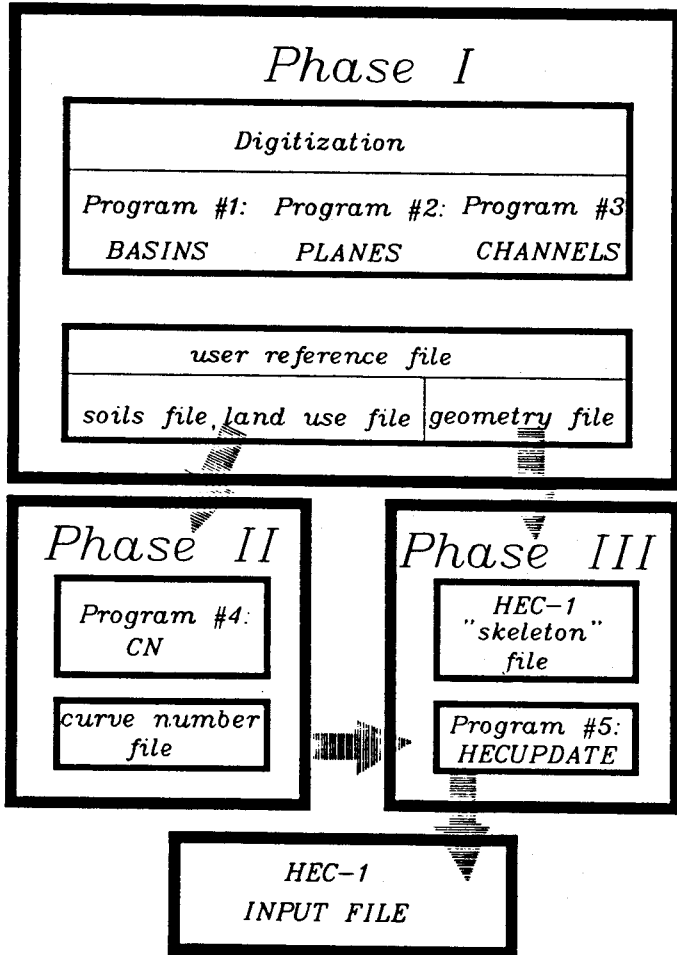 Phase I
Digitization
Program #1: Program #2: Program #3
BASINS PLANES CHANNELS
user reference file
soils file, land use file geometry file
Phase II
Program #4:
CN
curve number
file
Phase III
HEC-1
"skeleton"
file
Program #5:
HECUPDATE
HEC-1
INPUT FILE